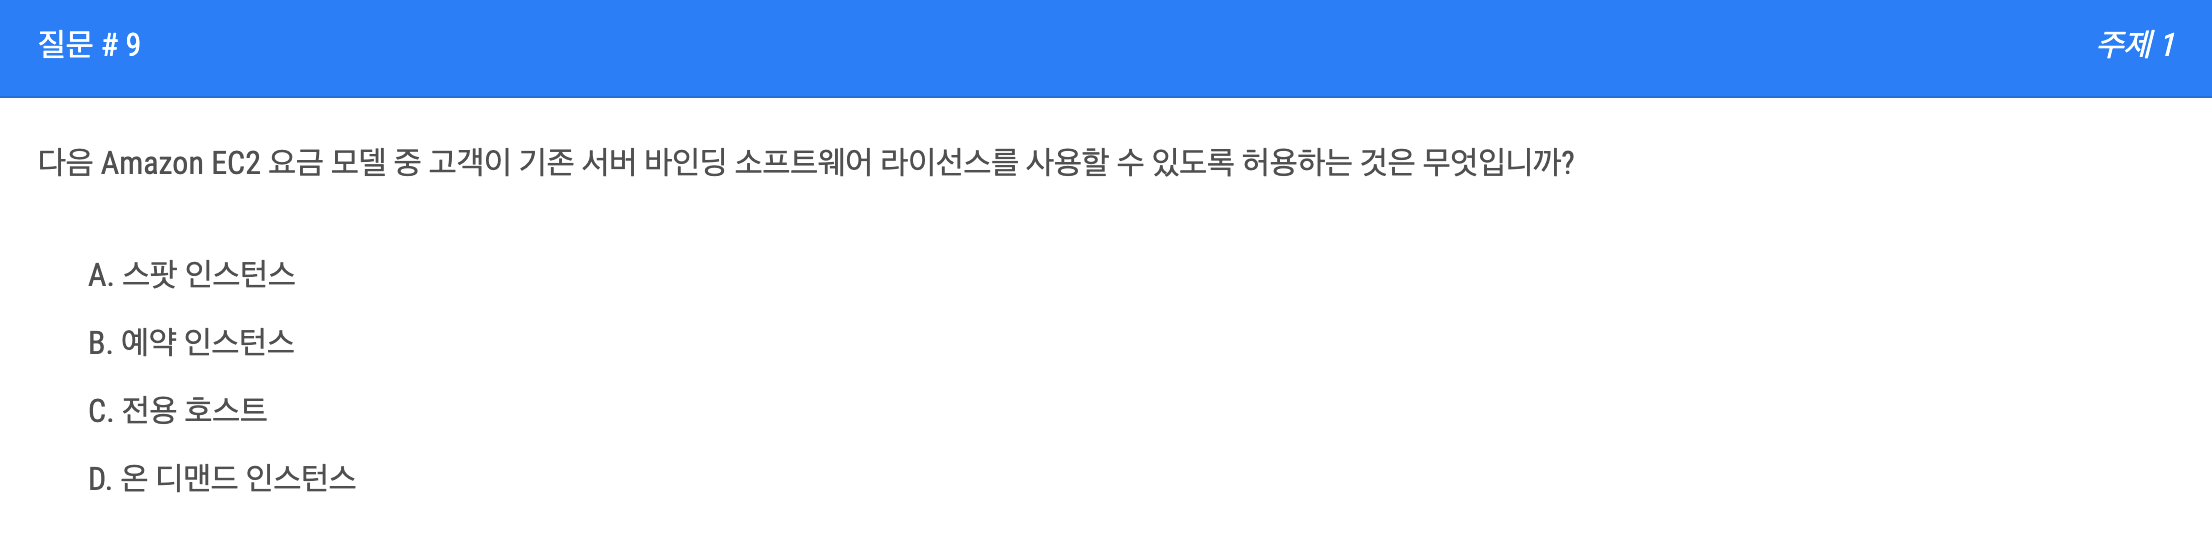 질문 # 9
주제 1
다음 Amazon EC2 요금 모델 중 고객이 기존 서버 바인딩 소프트웨어 라이선스를 사용할 수 있도록 허용하는 것은 무엇입니까?
A. 스팟 인스턴스
B. 예약 인스턴스
C. 전용 호스트
D. 온 디맨드 인스턴스